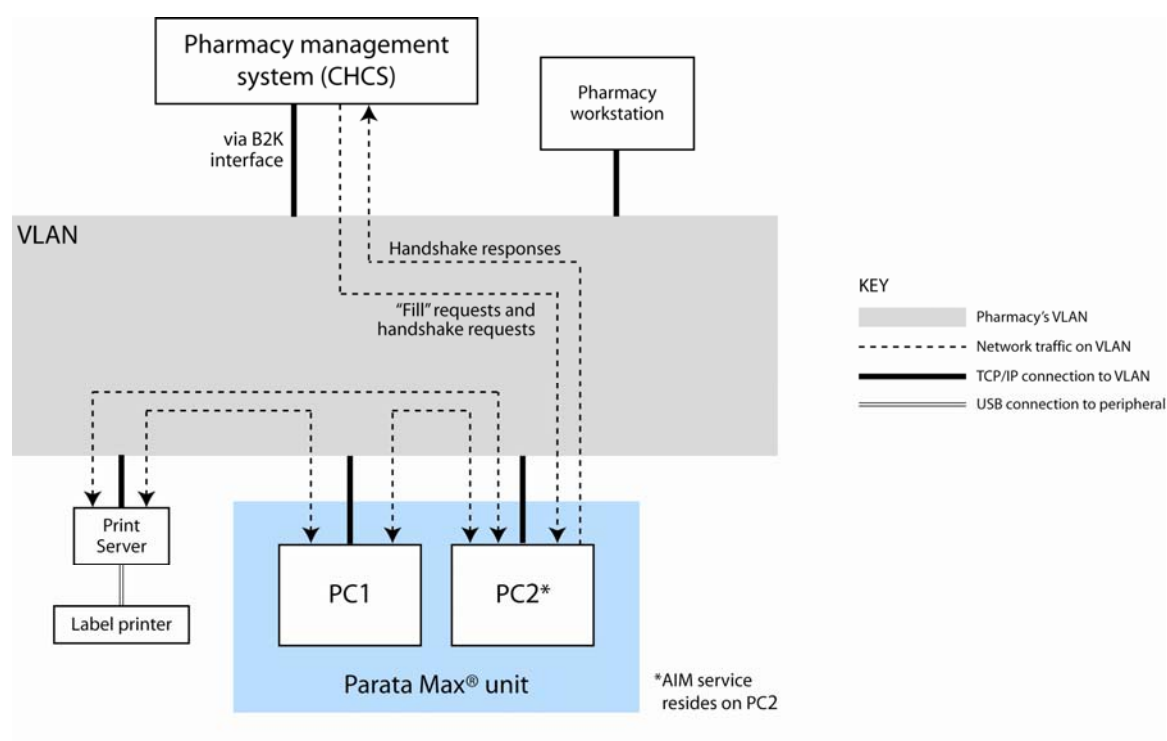 Pharmacy management
system (CHCS)
Pharmacy
workstation
via B2K
interface
VLAN
Handshake responses
“Fill” requests and
handshake requests
KEY
Pharmacy’s VLAN
Network traffic on VLAN
TCP/IP connection to VLAN
USB connection to peripheral
Print
Server
PC1
PC2*
Label printer
Parata Max® unit
*AIM service
resides on PC2